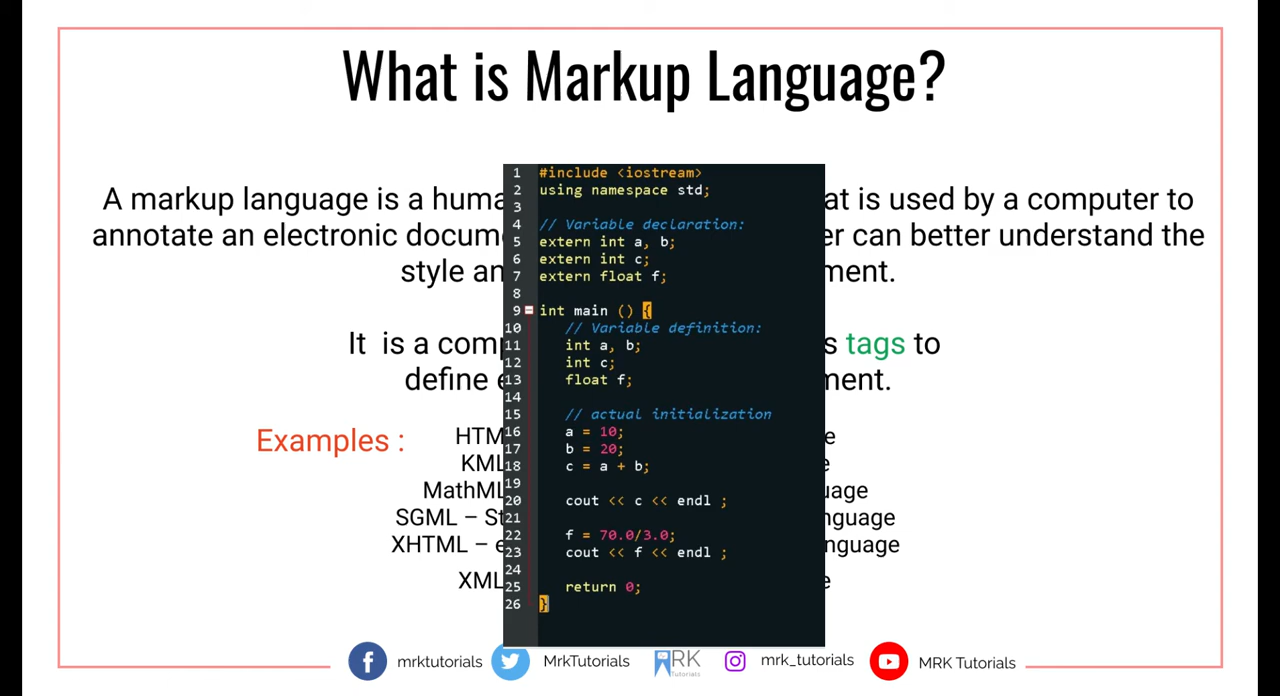 What is Markup Language?
A markup language is a huma at is used by a computer to
annotate an electronic docum er can better understand the
style an ment.
It is a comp s tags to
define e ment.
Examples :
HTM e
KML e
MathML uage
SGML – St nguage
XHTML – e nguage
XML e
1 #include <iostream>
2 using namespace std;
3
4 // Variable declaration:
5 extern int a, b;
6 extern int c;
7 extern float f;
8
9 int main () {
10 // Variable definition:
11 int a, b;
12 int c;
13 float f;
14
15 // actual initialization
16 a = 10;
17 b = 20;
18 c = a + b;
19
20 cout << c << endl ;
21
22 f = 70.0/3.0;
23 cout << f << endl ;
24
25 return 0;
26 }
mrktutorials MrkTutorials RK Tutorials mrk_tutorials MRK Tutorials